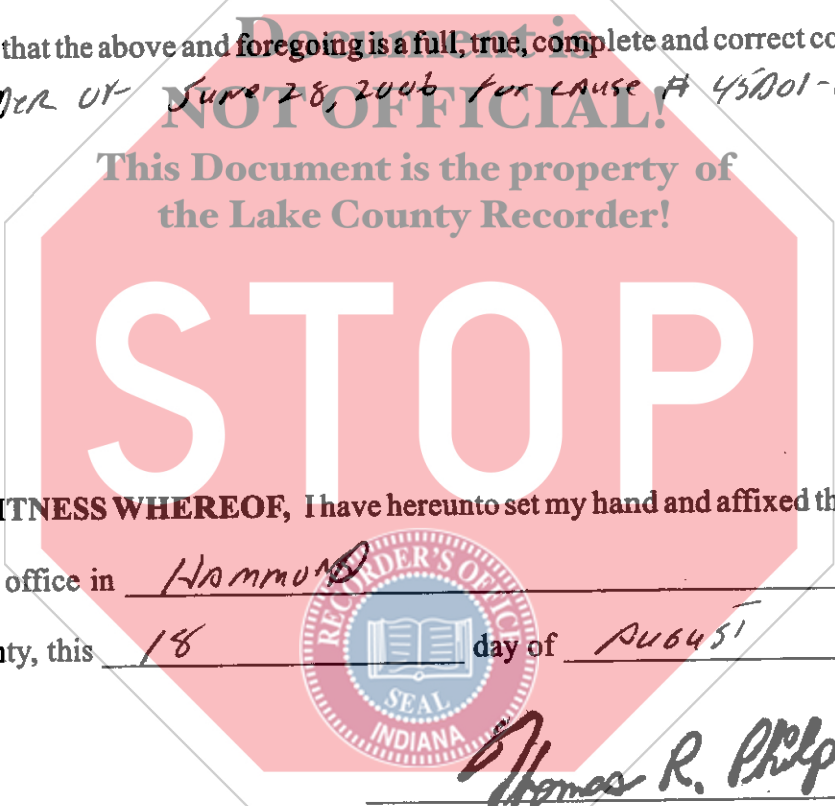 Document is
that the above and foregoing is a full, true, complete and correct co
June 28, 2006 for cause # 45D01-
NOT OFFICIAL!
This Document is the property of
the Lake County Recorder!
STOP
ITNESS WHEREOF, I have hereunto set my hand and affixed th
office in Hammond
nty, this 18 day of August
RECORDER'S OFFICE
SEAL
INDIANA
Thomas R. Philp